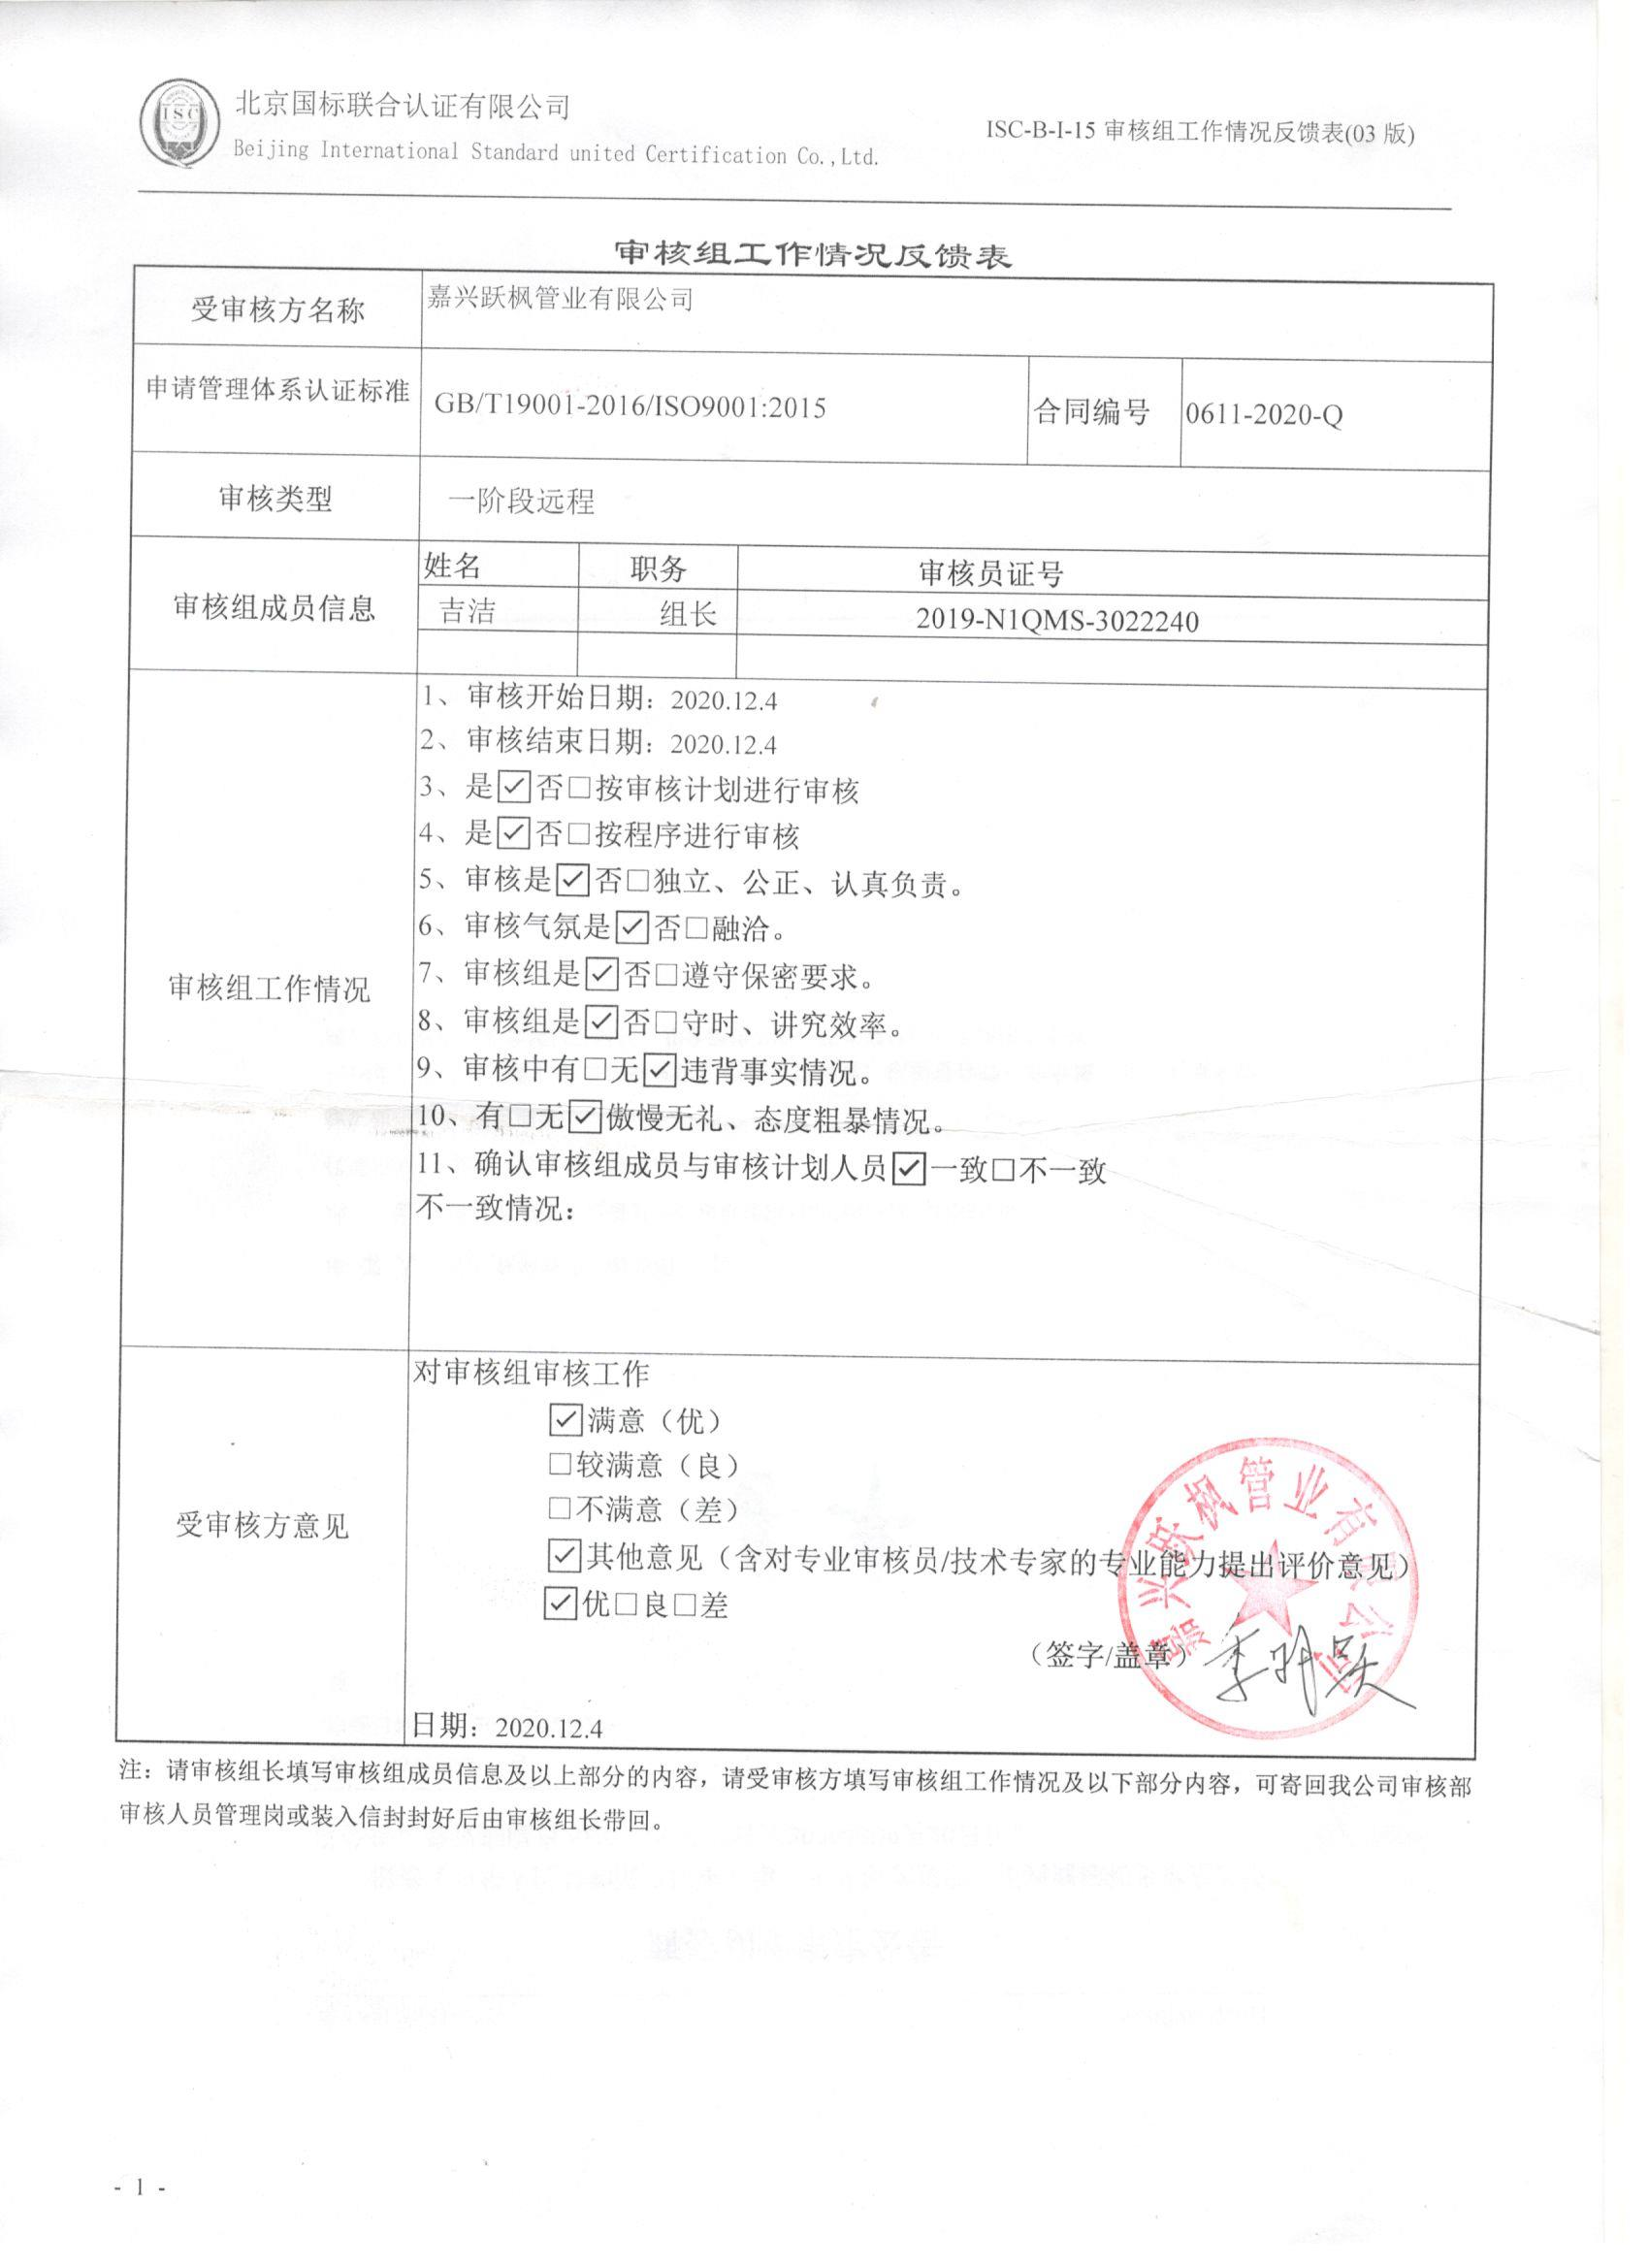 ISC
北京国标联合认证有限公司
Beijing International Standard united Certification Co.,Ltd.
ISC-B-I-15 审核组工作情况反馈表(03 版)
审核组工作情况反馈表
受审核方名称
嘉兴跃枫管业有限公司
申请管理体系认证标准
GB/T19001-2016/ISO9001:2015
合同编号
0611-2020-Q
审核类型
一阶段远程
审核组成员信息
姓名 职务 审核员证号
吉洁 组长 2019-N1QMS-3022240
审核组工作情况
1、审核开始日期：2020.12.4
2、审核结束日期：2020.12.4
3、是☑否□按审核计划进行审核
4、是☑否□按程序进行审核
5、审核是☑否□独立、公正、认真负责。
6、审核气氛是☑否□融洽。
7、审核组是☑否□遵守保密要求。
8、审核组是☑否□守时、讲究效率。
9、审核中有□无☑违背事实情况。
10、有□无☑傲慢无礼、态度粗暴情况。
11、确认审核组成员与审核计划人员☑一致□不一致
不一致情况：
受审核方意见
对审核组审核工作
☑满意（优）
□较满意（良）
□不满意（差）
☑其他意见（含对专业审核员/技术专家的专业能力提出评价意见）
☑优□良□差
（签字/盖章）
嘉兴跃枫管业有限公司
日期：2020.12.4
注：请审核组长填写审核组成员信息及以上部分的内容，请受审核方填写审核组工作情况及以下部分内容，可寄回我公司审核部
审核人员管理岗或装入信封封好后由审核组长带回。
- 1 -